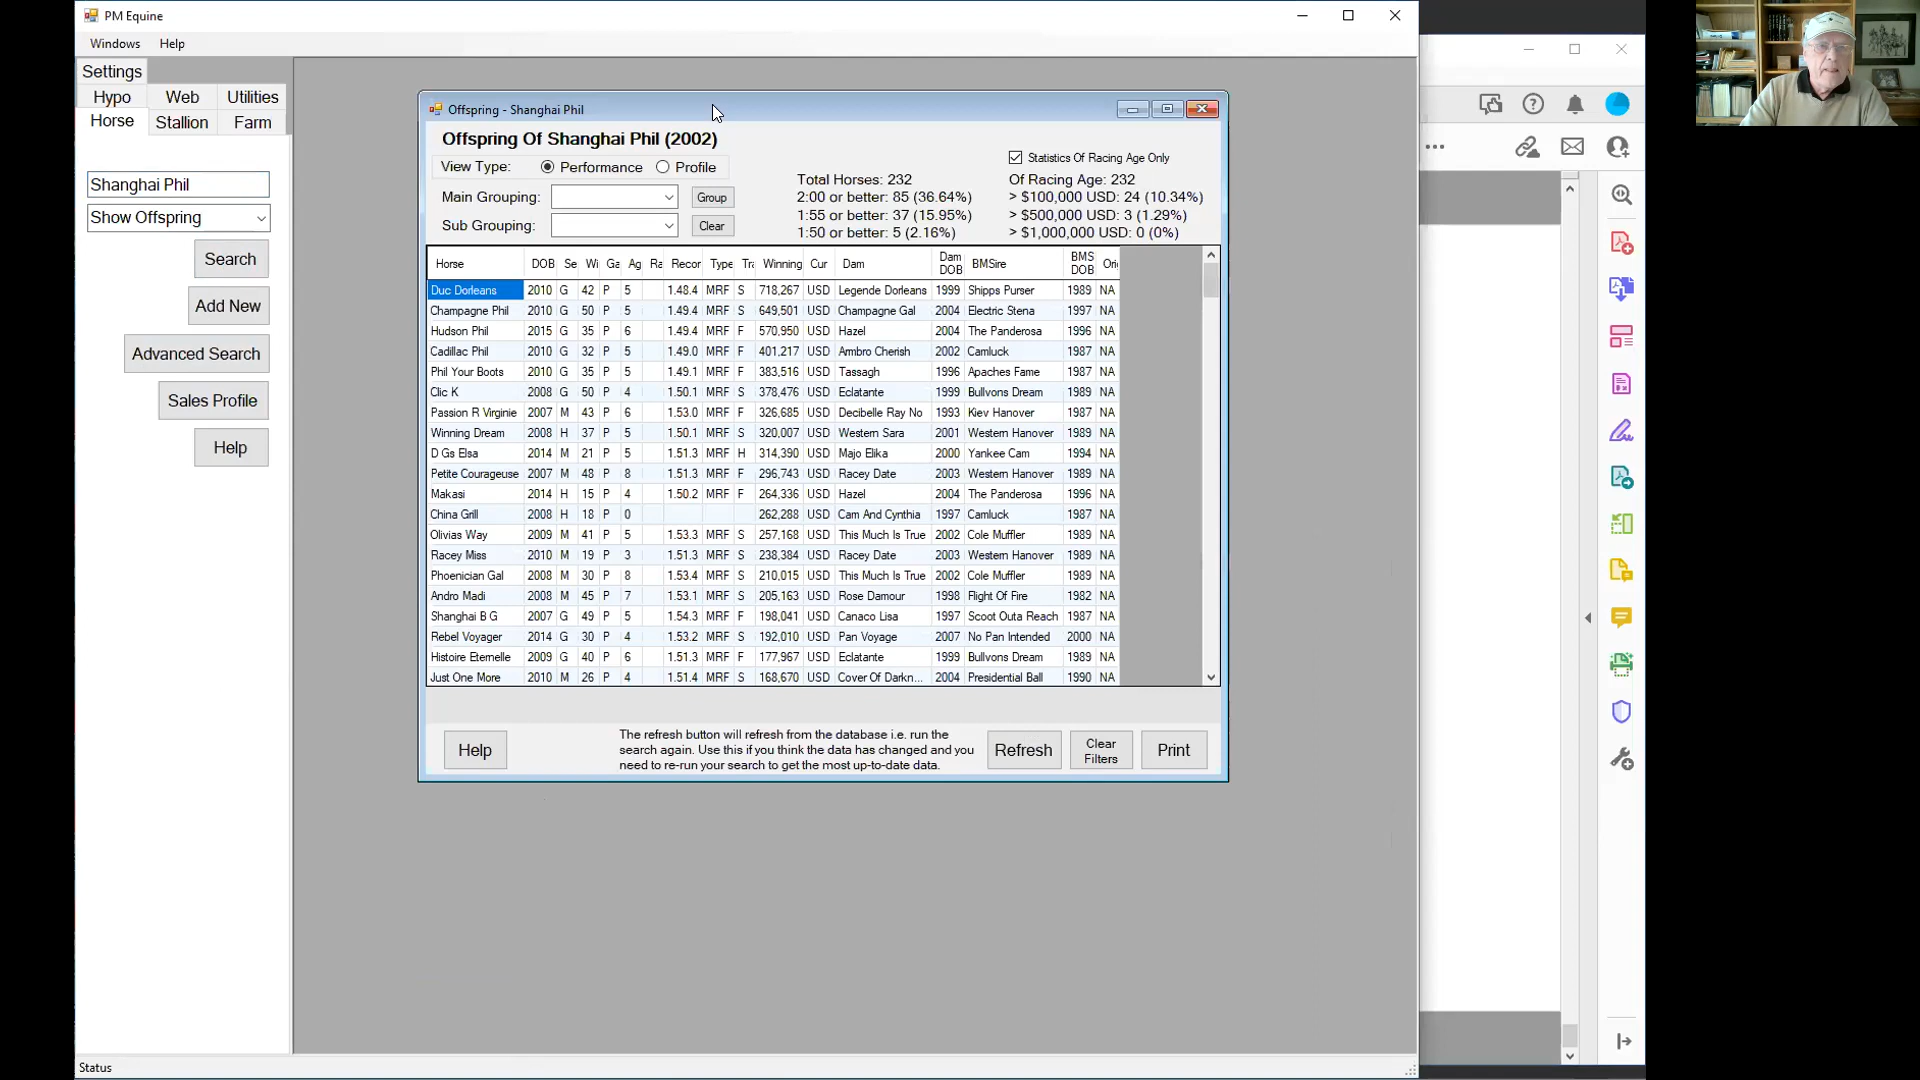 PM Equine
Windows Help
Settings
Hypo Web Utilities
Horse Stallion Farm
Shanghai Phil
Show Offspring
Search
Add New
Advanced Search
Sales Profile
Help
Offspring - Shanghai Phil
Offspring Of Shanghai Phil (2002)
View Type: Performance Profile
Main Grouping: Group
Sub Grouping: Clear
Total Horses: 232
2:00 or better: 85 (36.64%)
1:55 or better: 37 (15.95%)
1:50 or better: 5 (2.16%)
Statistics Of Racing Age Only
Of Racing Age: 232
> $100,000 USD: 24 (10.34%)
> $500,000 USD: 3 (1.29%)
> $1,000,000 USD: 0 (0%)
Horse DOB Se Wi Ga Ag Ra Recor Type Tra Winning Cur Dam Dam DOB BMSire BMS DOB Orig
Duc Dorleans 2010 G 42 P 5 1.48.4 MRF S 718,267 USD Legende Dorleans 1999 Shipps Purser 1989 NA
Champagne Phil 2010 G 50 P 5 1.49.4 MRF S 649,501 USD Champagne Gal 2004 Electric Stena 1997 NA
Hudson Phil 2015 G 35 P 6 1.49.4 MRF F 570,950 USD Hazel 2004 The Panderosa 1996 NA
Cadillac Phil 2010 G 32 P 5 1.49.0 MRF F 401,217 USD Ambro Cherish 2002 Camluck 1987 NA
Phil Your Boots 2010 G 35 P 5 1.49.1 MRF F 383,516 USD Tassagh 1996 Apaches Fame 1987 NA
Clic K 2008 G 50 P 4 1.50.1 MRF S 378,476 USD Eclatante 1999 Bullvons Dream 1989 NA
Passion R Virginie 2007 M 43 P 6 1.53.0 MRF F 326,685 USD Decibelle Ray No 1993 Kiev Hanover 1987 NA
Winning Dream 2008 H 37 P 5 1.50.1 MRF S 320,007 USD Western Sara 2001 Western Hanover 1989 NA
D Gs Elsa 2014 M 21 P 5 1.51.3 MRF H 314,390 USD Majo Elika 2000 Yankee Cam 1994 NA
Petite Courageuse 2007 M 48 P 8 1.51.3 MRF F 296,743 USD Racey Date 2003 Western Hanover 1989 NA
Makasi 2014 H 15 P 4 1.50.2 MRF F 264,336 USD Hazel 2004 The Panderosa 1996 NA
China Grill 2008 H 18 P 0 262,288 USD Cam And Cynthia 1997 Camluck 1987 NA
Olivias Way 2009 M 41 P 5 1.53.3 MRF S 257,168 USD This Much Is True 2002 Cole Muffler 1989 NA
Racey Miss 2010 M 19 P 3 1.51.3 MRF F 238,384 USD Racey Date 2003 Western Hanover 1989 NA
Phoenician Gal 2008 M 30 P 8 1.53.4 MRF S 210,015 USD This Much Is True 2002 Cole Muffler 1989 NA
Andro Madi 2008 M 45 P 7 1.53.1 MRF S 205,163 USD Rose Damour 1998 Flight Of Fire 1982 NA
Shanghai B G 2007 G 49 P 5 1.54.3 MRF F 198,041 USD Canaco Lisa 1997 Scoot Outa Reach 1987 NA
Rebel Voyager 2014 G 30 P 4 1.53.2 MRF S 192,010 USD Pan Voyage 2007 No Pan Intended 2000 NA
Histoire Eternelle 2009 G 40 P 6 1.51.3 MRF F 177,967 USD Eclatante 1999 Bullvons Dream 1989 NA
Just One More 2010 M 26 P 4 1.51.4 MRF S 168,670 USD Cover Of Darkn... 2004 Presidential Ball 1990 NA
Help
The refresh button will refresh from the database i.e. run the
search again. Use this if you think the data has changed and you
need to re-run your search to get the most up-to-date data.
Refresh
Clear
Filters
Print
Status